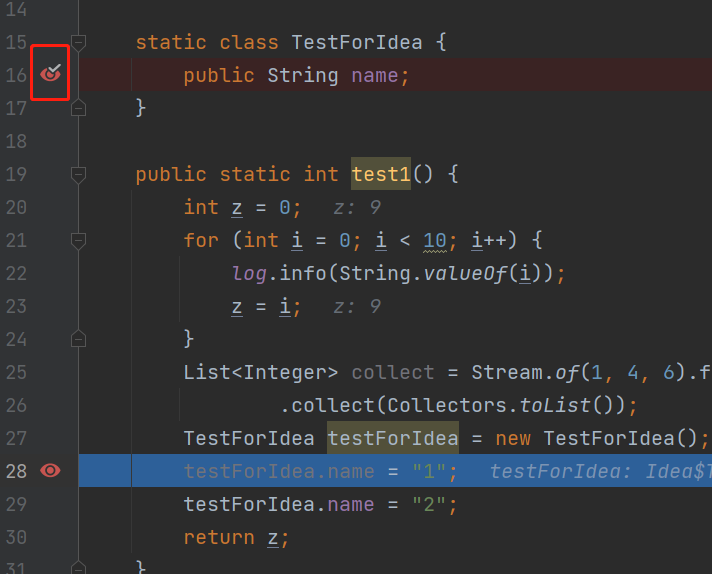 14
15 static class TestForIdea {
16 public String name;
17 }
18
19 public static int test1() {
20 int z = 0; z: 9
21 for (int i = 0; i < 10; i++) {
22 log.info(String.valueOf(i));
23 z = i; z: 9
24 }
25 List<Integer> collect = Stream.of(1, 4, 6).f
26 .collect(Collectors.toList());
27 TestForIdea testForIdea = new TestForIdea();
28 testForIdea.name = "1"; testForIdea: Idea$T
29 testForIdea.name = "2";
30 return z;
31 }